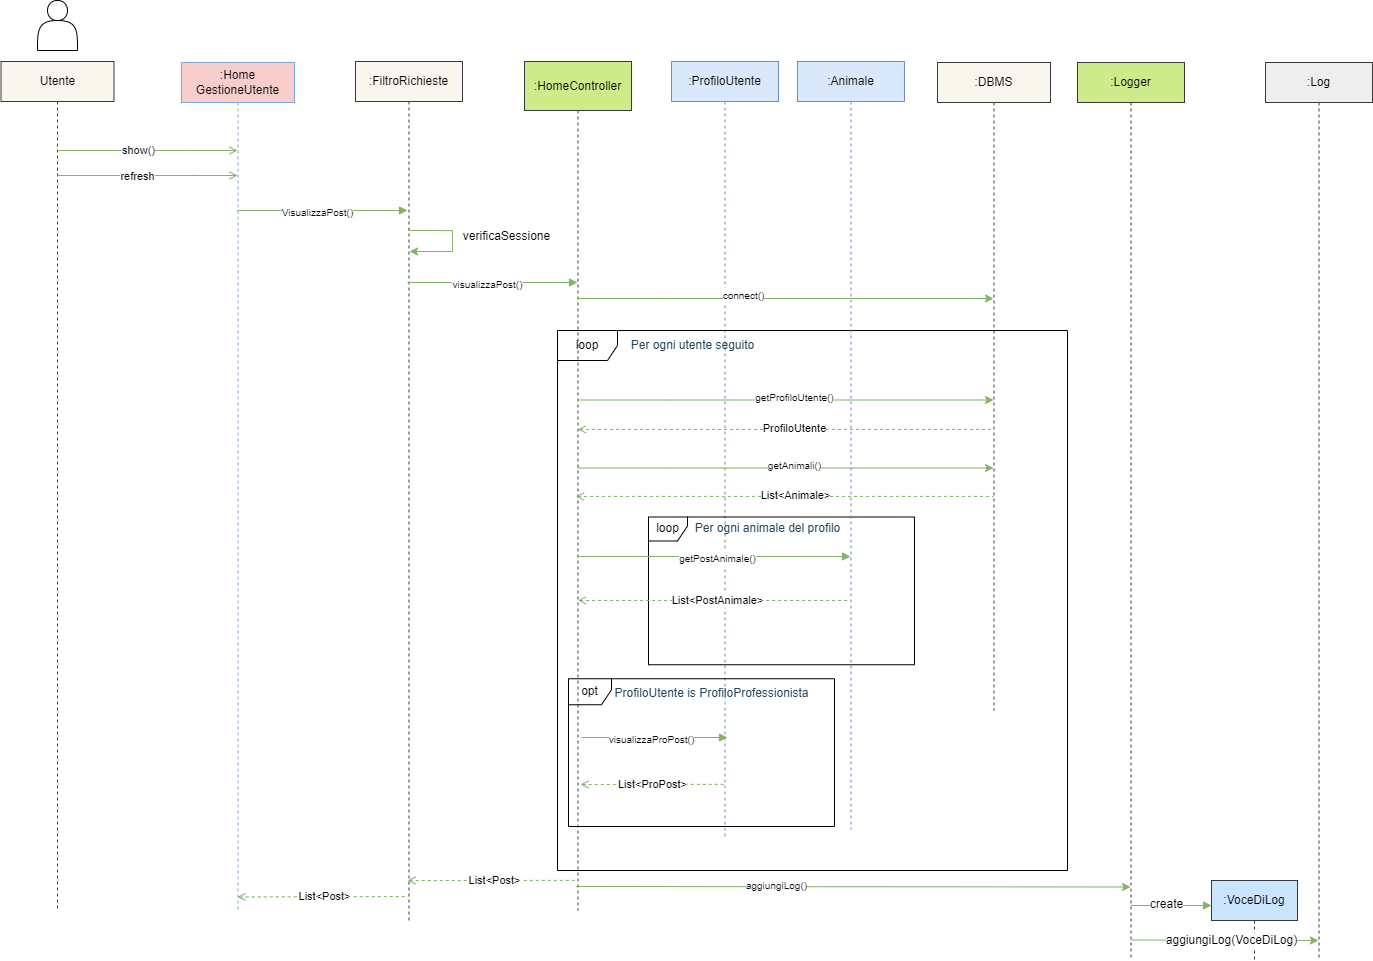 Utente
:Home
GestioneUtente
:FiltroRichieste
:HomeController
:ProfiloUtente
:Animale
:DBMS
:Logger
:Log
show()
refresh
VisualizzaPost()
verificaSessione
visualizzaPost()
connect()
loop
Per ogni utente seguito
getProfiloUtente()
ProfiloUtente
getAnimali()
List<Animale>
loop
Per ogni animale del profilo
getPostAnimale()
List<PostAnimale>
opt
ProfiloUtente is ProfiloProfessionista
visualizzaProPost()
List<ProPost>
List<Post>
aggiungiLog()
List<Post>
create
:VoceDiLog
aggiungiLog(VoceDiLog)